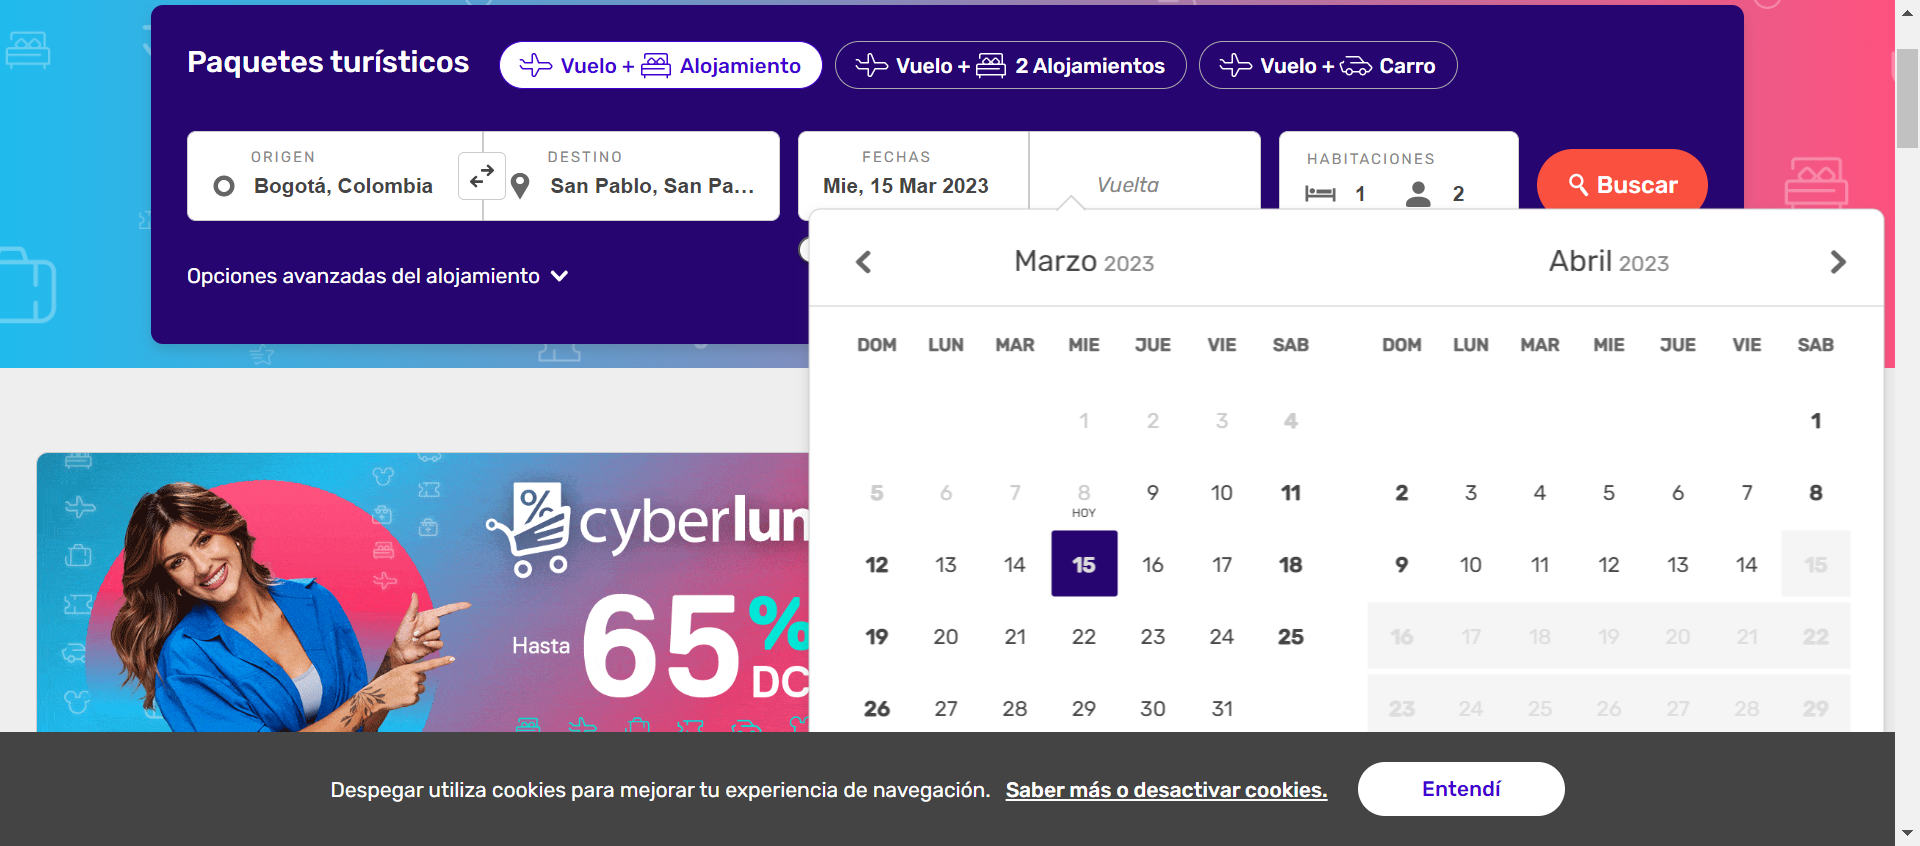 Paquetes turísticos
Vuelo + Alojamiento
Vuelo + 2 Alojamientos
Vuelo + Carro
ORIGEN
Bogotá, Colombia
DESTINO
San Pablo, San Pa...
FECHAS
Mie, 15 Mar 2023
Vuelta
HABITACIONES
1 2
Buscar
Opciones avanzadas del alojamiento
Marzo 2023
DOM LUN MAR MIE JUE VIE SAB
1 2 3 4
5 6 7 8 9 10 11
HOY
12 13 14 15 16 17 18
19 20 21 22 23 24 25
26 27 28 29 30 31
Abril 2023
DOM LUN MAR MIE JUE VIE SAB
1
2 3 4 5 6 7 8
9 10 11 12 13 14 15
16 17 18 19 20 21 22
23 24 25 26 27 28 29
%
cyberlun
Hasta 65%
DC
Despegar utiliza cookies para mejorar tu experiencia de navegación. Saber más o desactivar cookies.
Entendí